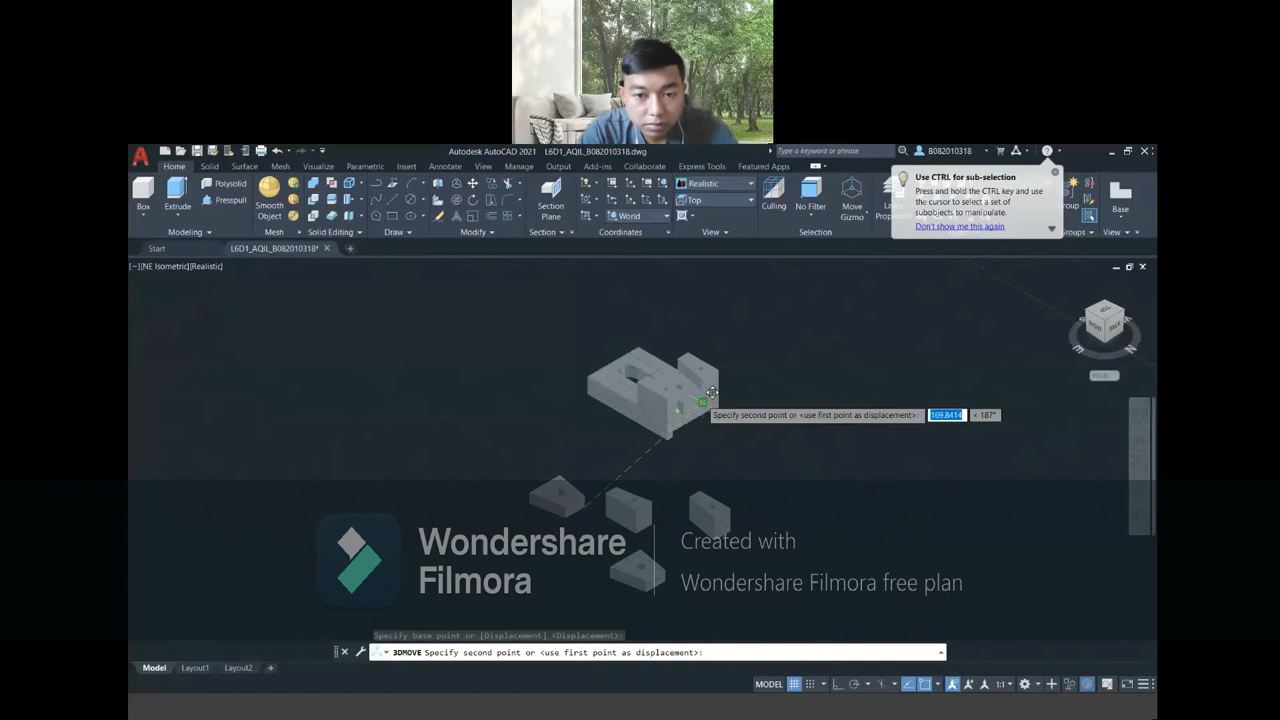 Autodesk AutoCAD 2021 L6D1_AQIL_B082010318.dwg
Type a keyword or phrase
B082010318
Home Solid Surface Mesh Visualize Parametric Insert Annotate View Manage Output Add-ins Collaborate Express Tools Featured Apps
Use CTRL for sub-selection
Press and hold the CTRL key and use
the cursor to select a set of
subobjects to manipulate.
Don't show me this again
Box
Extrude
Polysolid
Presspull
Smooth
Object
Section
Plane
World
Realistic
Top
Culling
No Filter
Move
Gizmo
Group
Base
Modeling
Mesh
Solid Editing
Draw
Modify
Section
Coordinates
View
Selection
Groups
View
Start
L6D1_AQIL_B082010318*
[−][NE Isometric][Realistic]
BACK
E
N
WCS
Specify second point or <use first point as displacement>: 169.8414 < 187°
Wondershare
Filmora
Created with
Wondershare Filmora free plan
Specify base point or [Displacement] <Displacement>:
3DMOVE Specify second point or <use first point as displacement>:
Model Layout1 Layout2
MODEL
1:1